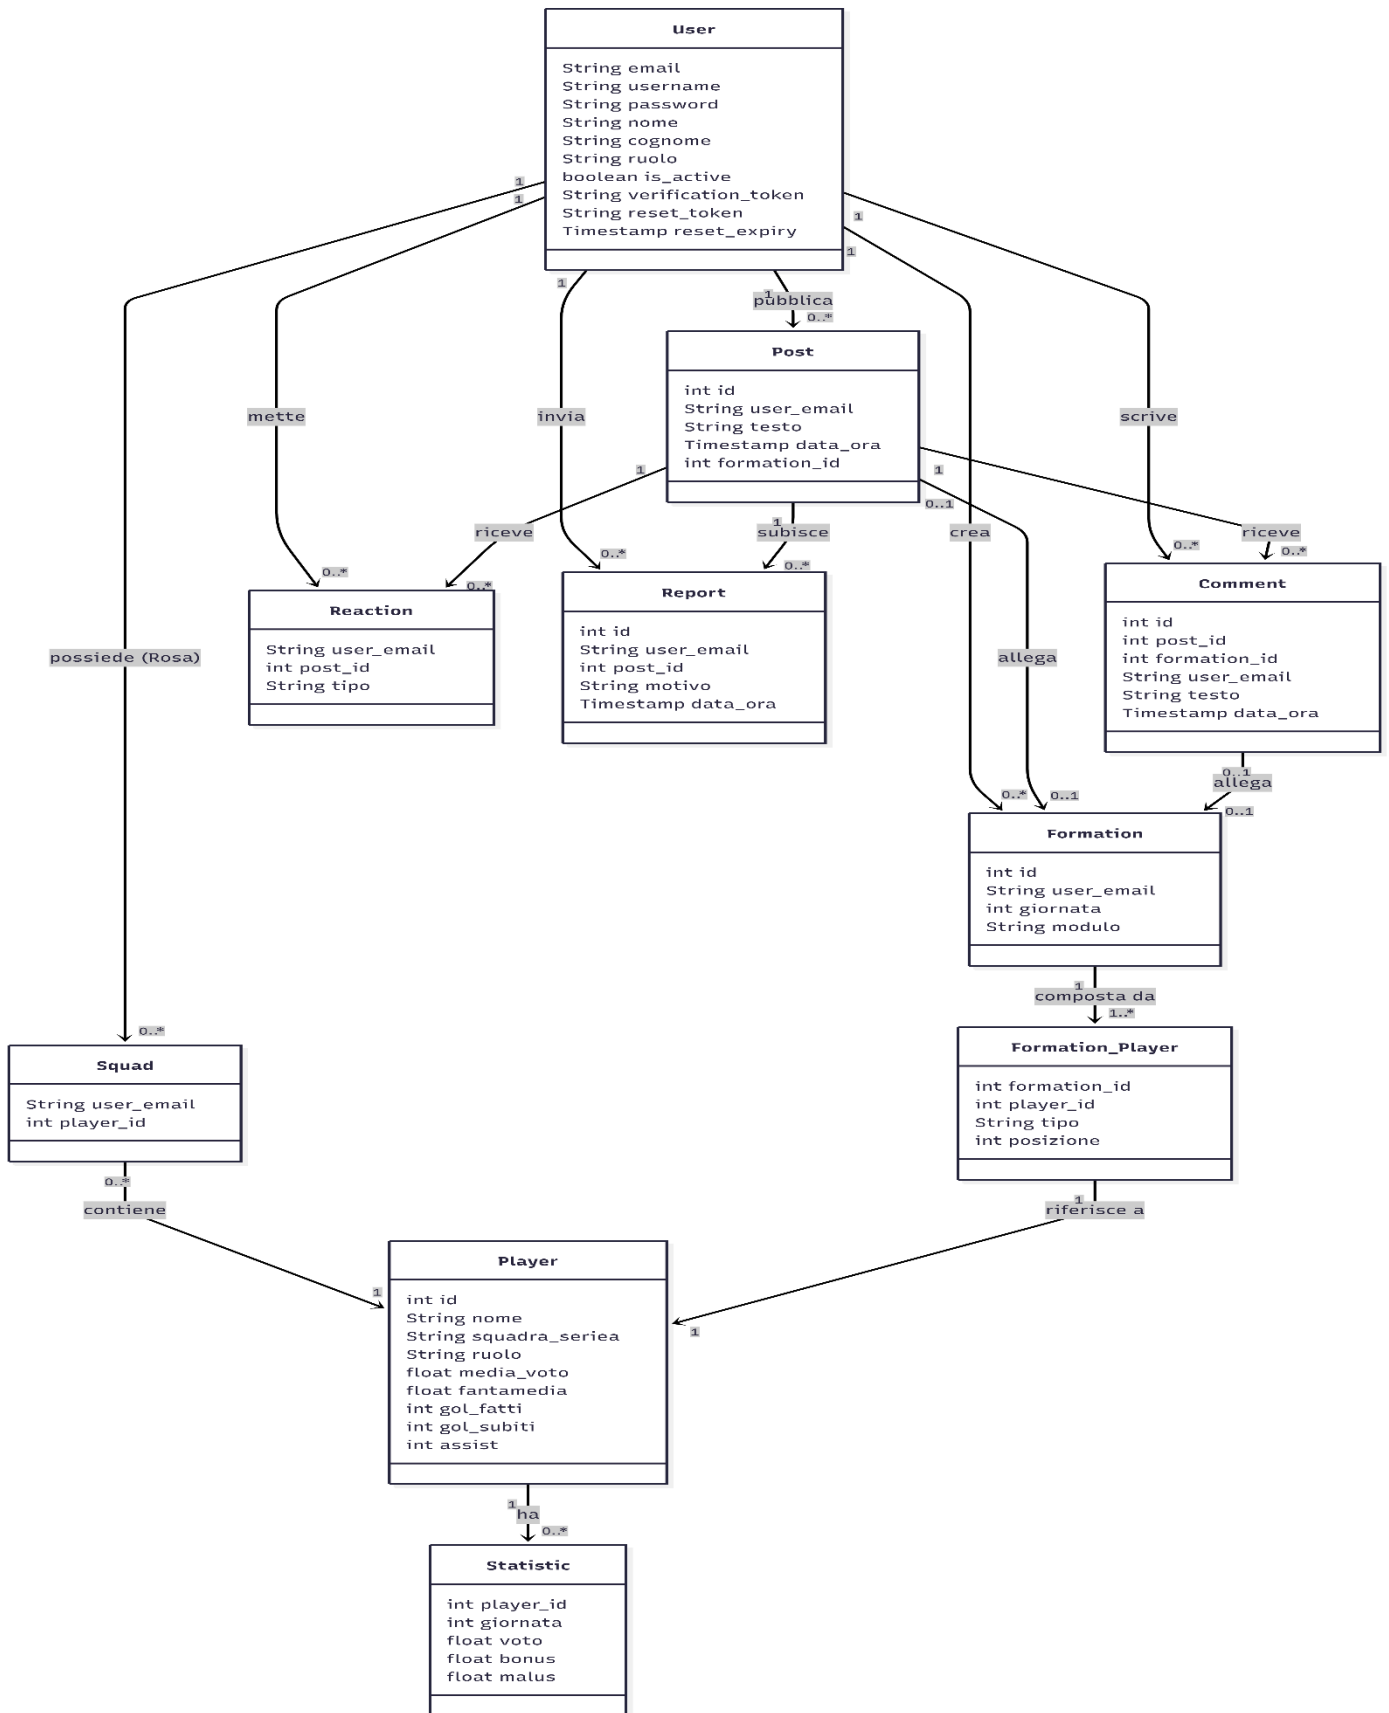 User
String email
String username
String password
String nome
String cognome
String ruolo
boolean is_active
String verification_token
String reset_token
Timestamp reset_expiry
1
1
1
1
1
1
pubblica
0..*
Post
int id
String user_email
String testo
Timestamp data_ora
int formation_id
mette
invia
scrive
1
1
0..1
1
riceve
subisce
crea
riceve
0..*
0..*
0..*
0..*
0..*
0..*
Reaction
String user_email
int post_id
String tipo
Report
int id
String user_email
int post_id
String motivo
Timestamp data_ora
Comment
int id
int post_id
int formation_id
String user_email
String testo
Timestamp data_ora
possiede (Rosa)
allega
0..1
allega
0..*
0..1
0..1
Formation
int id
String user_email
int giornata
String modulo
1
composta da
1..*
0..*
Squad
String user_email
int player_id
Formation_Player
int formation_id
int player_id
String tipo
int posizione
0..*
contiene
1
riferisce a
1
1
Player
int id
String nome
String squadra_seriea
String ruolo
float media_voto
float fantamedia
int gol_fatti
int gol_subiti
int assist
1
ha
0..*
Statistic
int player_id
int giornata
float voto
float bonus
float malus